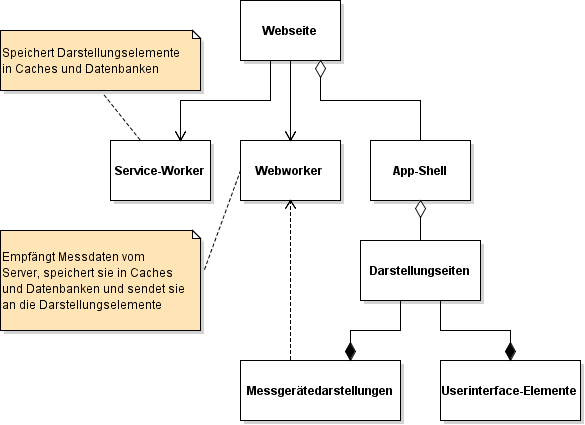 Webseite
Speichert Darstellungselemente
in Caches und Datenbanken
Service-Worker
Webworker
App-Shell
Empfängt Messdaten vom
Server, speichert sie in Caches
und Datenbanken und sendet sie
an die Darstellungselemente
Darstellungseiten
Messgerätedarstellungen
Userinterface-Elemente